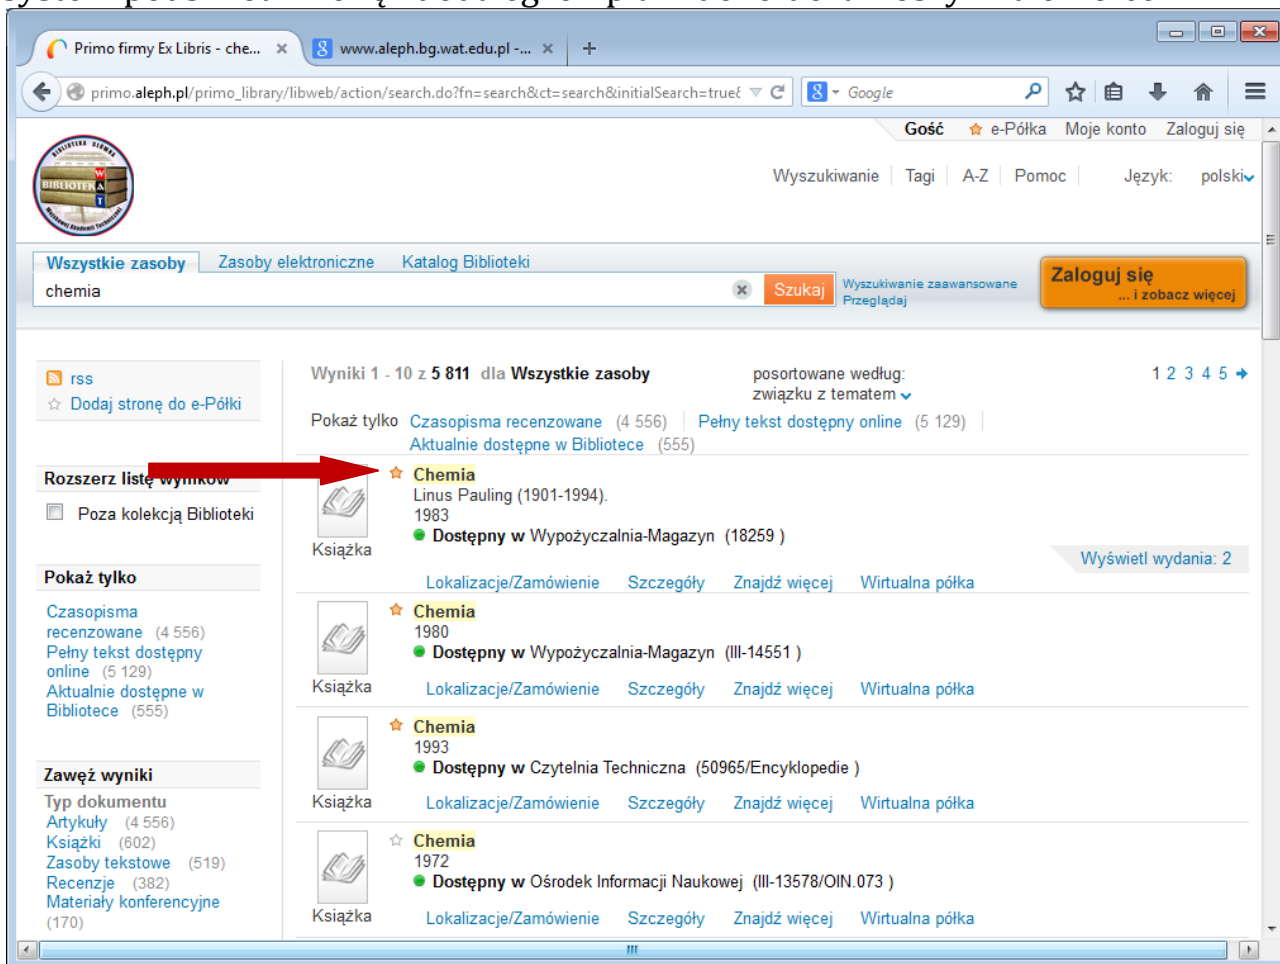 Primo firmy Ex Libris - che...
www.aleph.bg.wat.edu.pl -...
primo.aleph.pl/primo_library/libweb/action/search.do?fn=search&ct=search&initialSearch=true&
Google
Gość e-Półka Moje konto Zaloguj się
BIBLIOTEKA GŁÓWNA
BIBLIOTEKA
WAT
Wojskowej Akademii Technicznej
Wyszukiwanie Tagi A-Z Pomoc Język: polski
Wszystkie zasoby Zasoby elektroniczne Katalog Biblioteki
chemia
Szukaj
Wyszukiwanie zaawansowane
Przeglądaj
Zaloguj się
... i zobacz więcej
rss
Dodaj stronę do e-Półki
Rozszerz listę wyników
Poza kolekcją Biblioteki
Pokaż tylko
Czasopisma
recenzowane (4 556)
Pełny tekst dostępny
online (5 129)
Aktualnie dostępne w
Bibliotece (555)
Zawęź wyniki
Typ dokumentu
Artykuły (4 556)
Książki (602)
Zasoby tekstowe (519)
Recenzje (382)
Materiały konferencyjne
(170)
Wyniki 1 - 10 z 5 811 dla Wszystkie zasoby
posortowane według:
związku z tematem
1 2 3 4 5
Pokaż tylko Czasopisma recenzowane (4 556) Pełny tekst dostępny online (5 129)
Aktualnie dostępne w Bibliotece (555)
Chemia
Linus Pauling (1901-1994).
1983
Dostępny w Wypożyczalnia-Magazyn (18259 )
Książka
Wyświetl wydania: 2
Lokalizacje/Zamówienie Szczegóły Znajdź więcej Wirtualna półka
Chemia
1980
Dostępny w Wypożyczalnia-Magazyn (III-14551 )
Książka
Lokalizacje/Zamówienie Szczegóły Znajdź więcej Wirtualna półka
Chemia
1993
Dostępny w Czytelnia Techniczna (50965/Encyklopedie )
Książka
Lokalizacje/Zamówienie Szczegóły Znajdź więcej Wirtualna półka
Chemia
1972
Dostępny w Ośrodek Informacji Naukowej (III-13578/OIN.073 )
Książka
Lokalizacje/Zamówienie Szczegóły Znajdź więcej Wirtualna półka